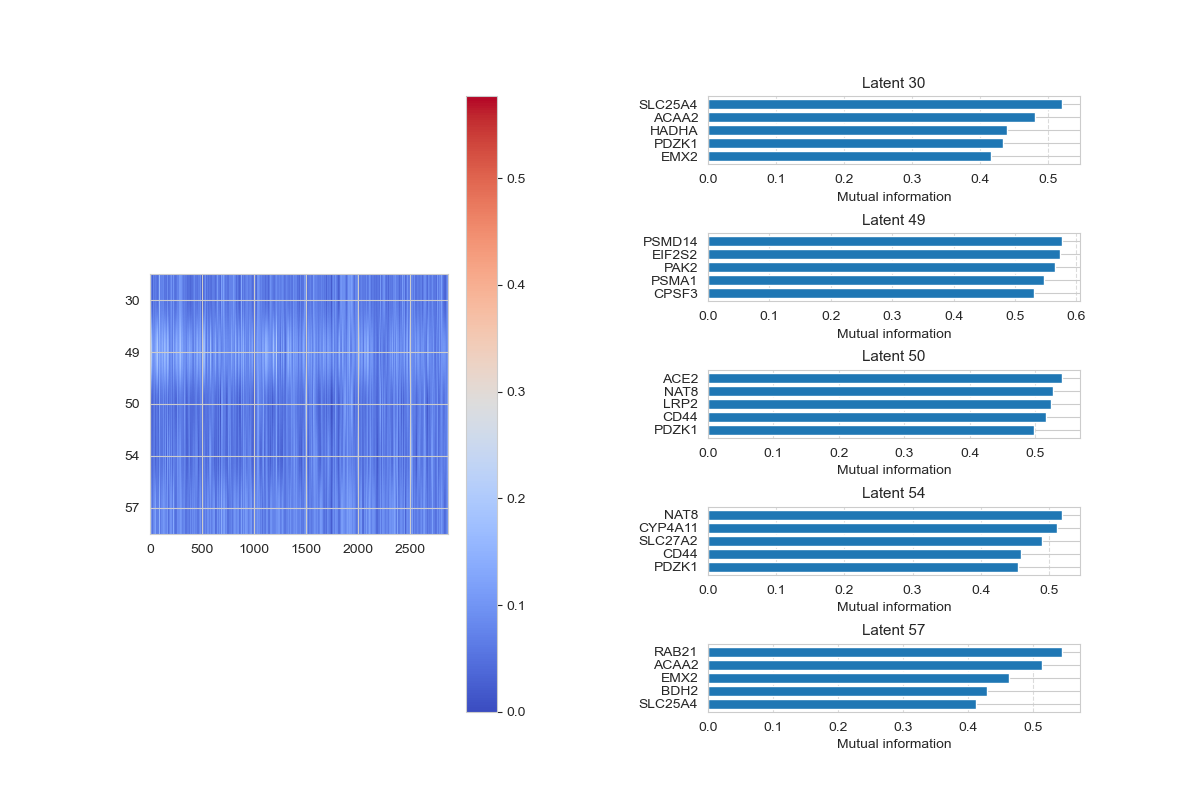 30
49
50
54
57
0 500 1000 1500 2000 2500
0.5
0.4
0.3
0.2
0.1
0.0
Latent 30
SLC25A4
ACAA2
HADHA
PDZK1
EMX2
0.0 0.1 0.2 0.3 0.4 0.5
Mutual information
Latent 49
PSMD14
EIF2S2
PAK2
PSMA1
CPSF3
0.0 0.1 0.2 0.3 0.4 0.5 0.6
Mutual information
Latent 50
ACE2
NAT8
LRP2
CD44
PDZK1
0.0 0.1 0.2 0.3 0.4 0.5
Mutual information
Latent 54
NAT8
CYP4A11
SLC27A2
CD44
PDZK1
0.0 0.1 0.2 0.3 0.4 0.5
Mutual information
Latent 57
RAB21
ACAA2
EMX2
BDH2
SLC25A4
0.0 0.1 0.2 0.3 0.4 0.5
Mutual information